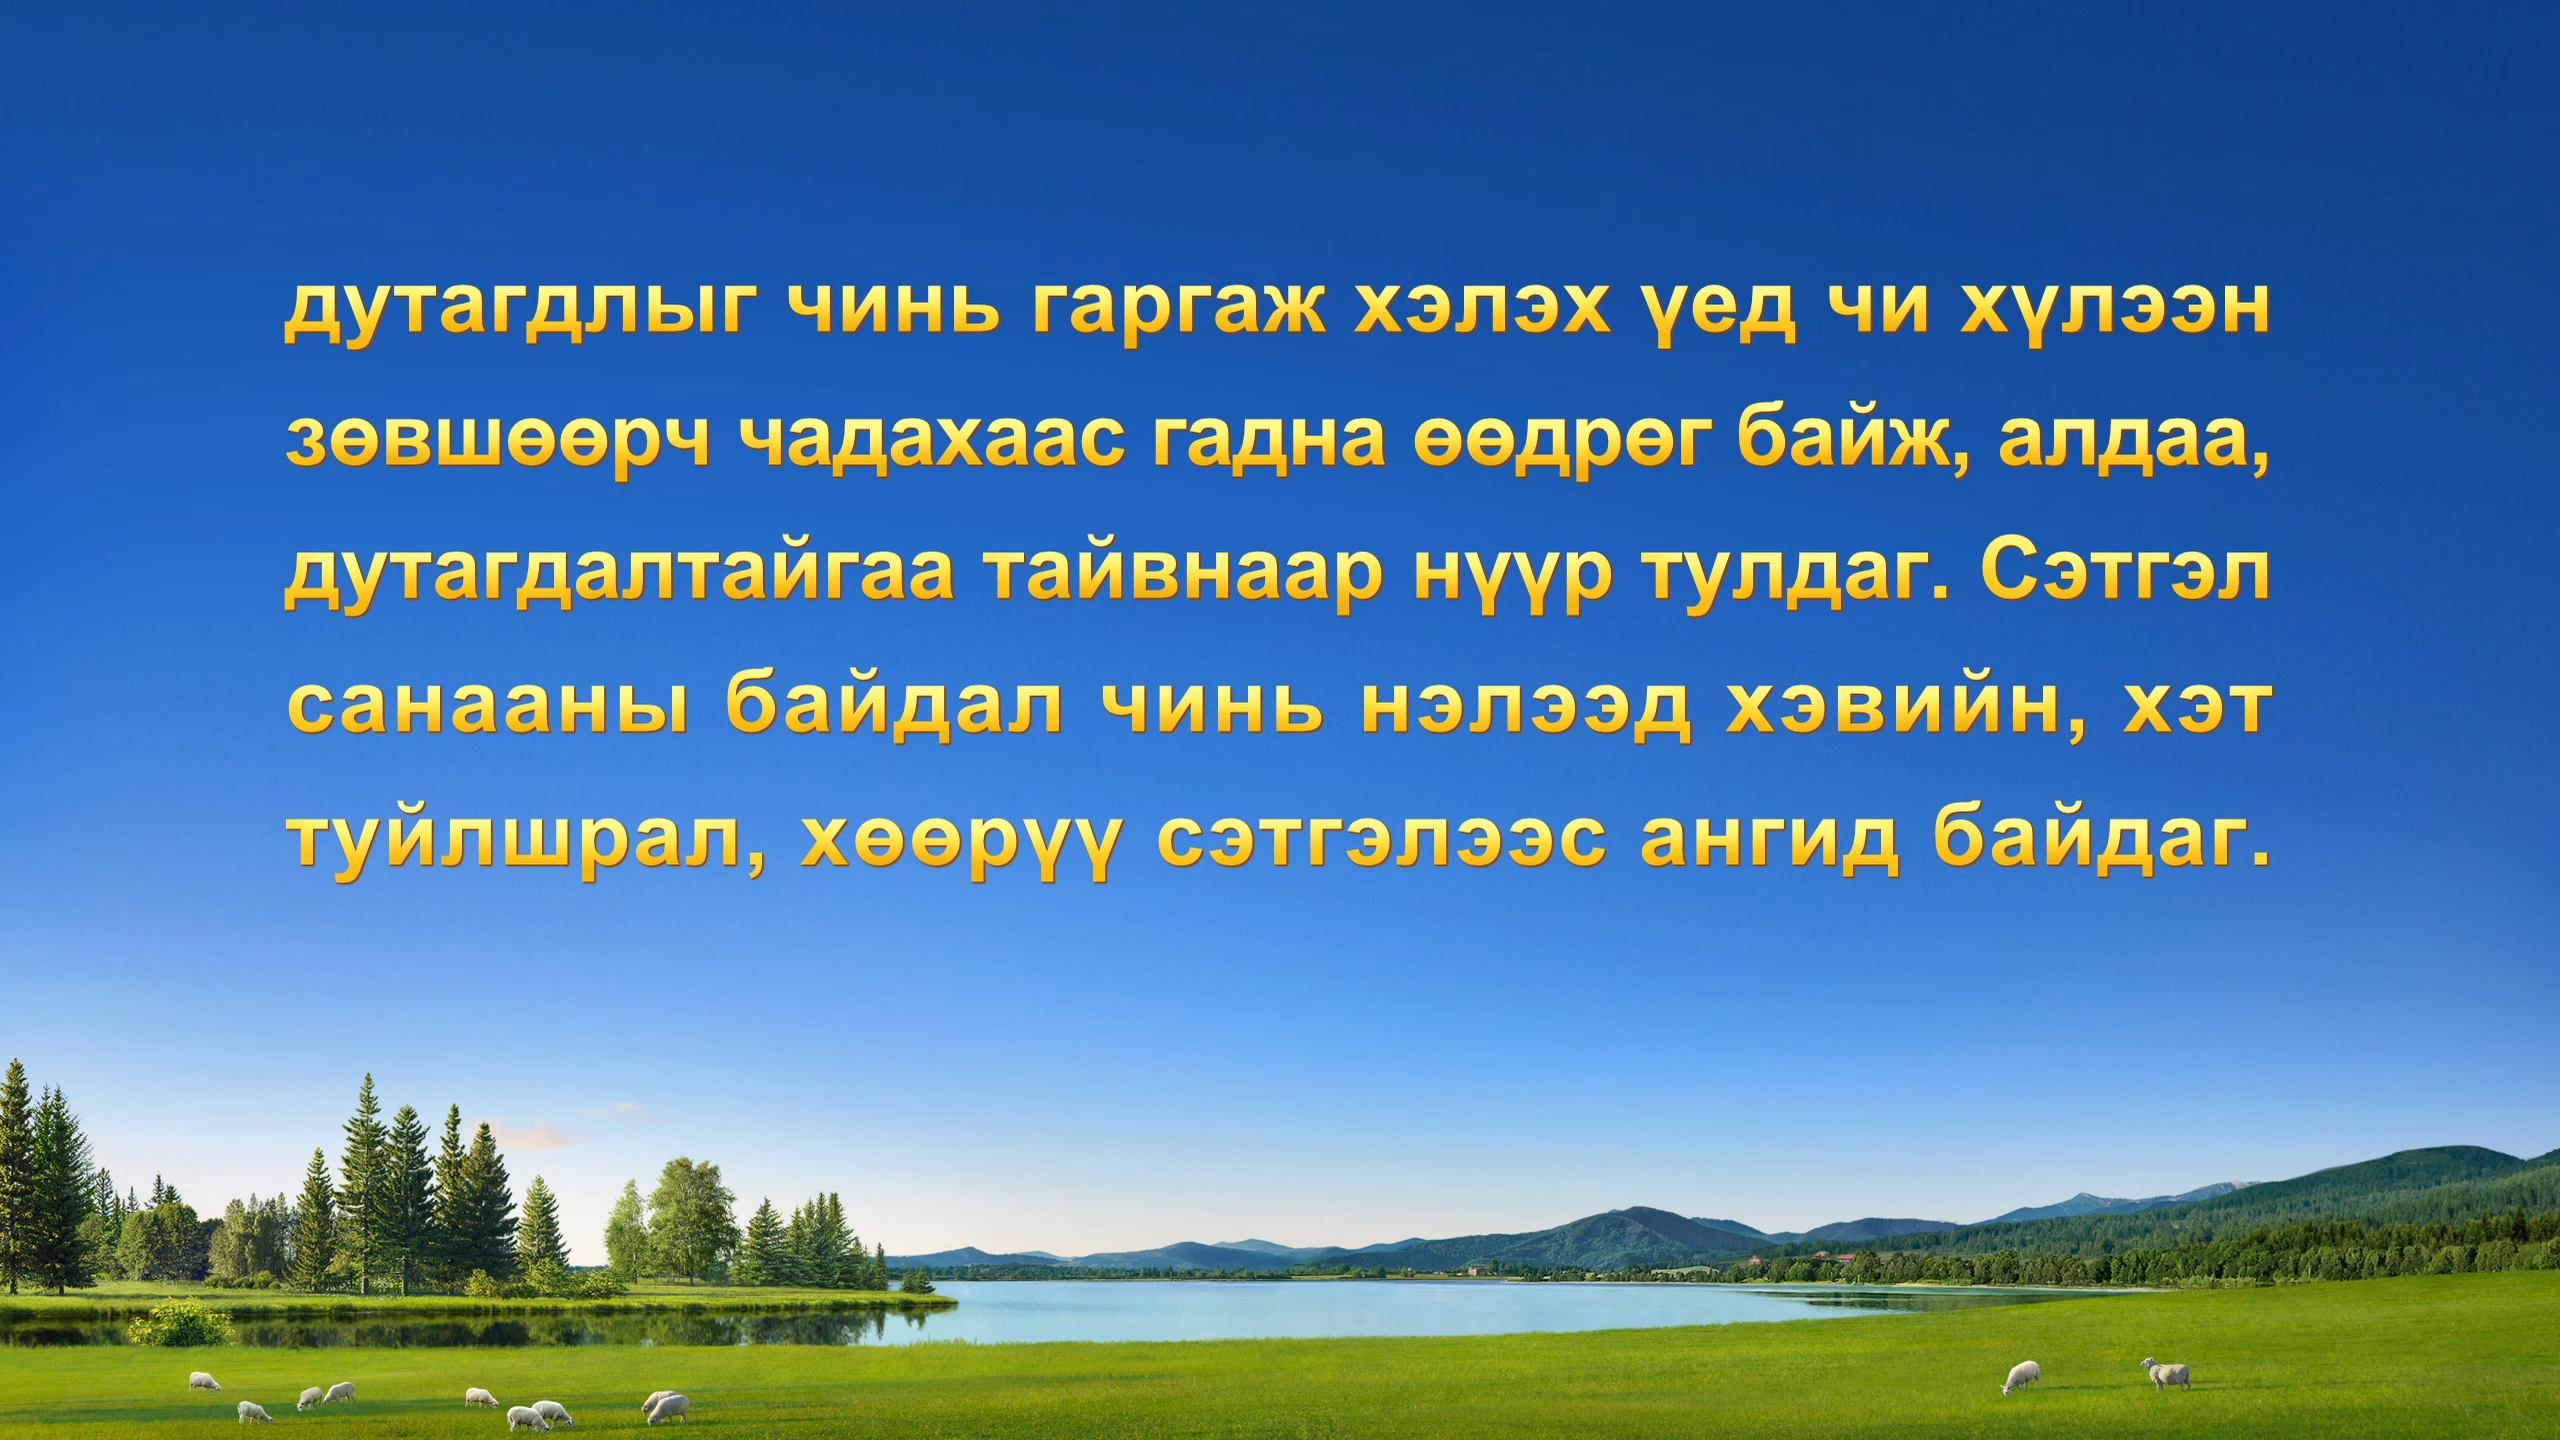 дутагдлыг чинь гаргаж хэлэх үед чи хүлээн
зөвшөөрч чадахаас гадна өөдрөг байж, алдаа,
дутагдалтайгаа тайвнаар нүүр тулдаг. Сэтгэл
санааны байдал чинь нэлээд хэвийн, хэт
туйлшрал, хөөрүү сэтгэлээс ангид байдаг.